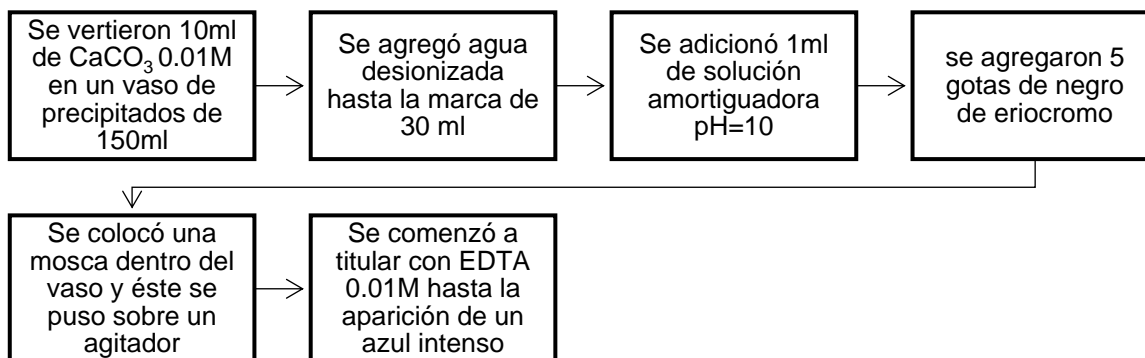 Se vertieron 10ml
de CaCO₃ 0.01M
en un vaso de
precipitados de
150ml
Se agregó agua
desionizada
hasta la marca de
30 ml
Se adicionó 1ml
de solución
amortiguadora
pH=10
se agregaron 5
gotas de negro
de eriocromo
Se colocó una
mosca dentro del
vaso y éste se
puso sobre un
agitador
Se comenzó a
titular con EDTA
0.01M hasta la
aparición de un
azul intenso